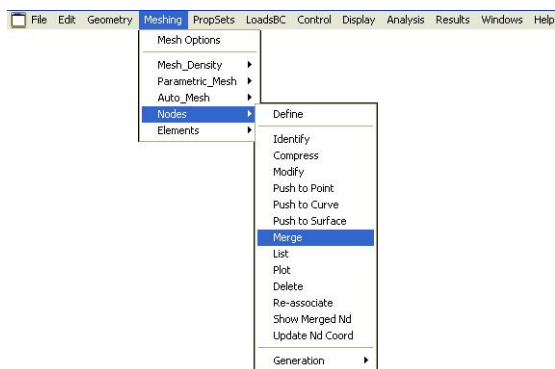 File Edit Geometry Meshing PropSets LoadsBC Control Display Analysis Results Windows Help
Mesh Options
Mesh_Density
Parametric_Mesh
Auto_Mesh
Nodes
Elements
Define
Identify
Compress
Modify
Push to Point
Push to Curve
Push to Surface
Merge
List
Plot
Delete
Re-associate
Show Merged Nd
Update Nd Coord
Generation